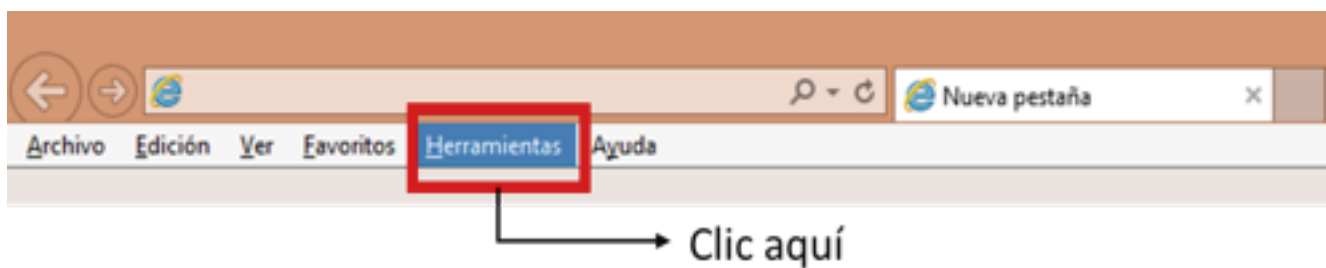 Nueva pestaña
Archivo Edición Ver Favoritos Herramientas Ayuda
Clic aquí